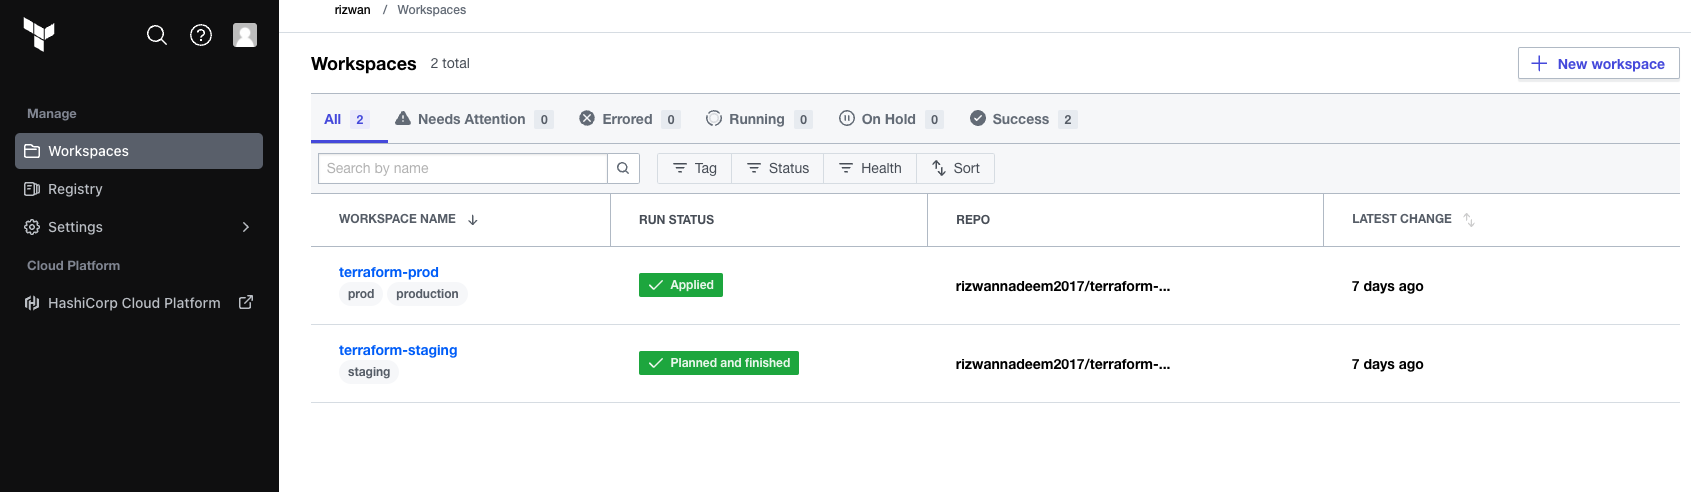 rizwan / Workspaces
Manage
Workspaces
Registry
Settings
Cloud Platform
HashiCorp Cloud Platform
Workspaces 2 total
New workspace
All 2 Needs Attention 0 Errored 0 Running 0 On Hold 0 Success 2
Search by name Tag Status Health Sort
WORKSPACE NAME RUN STATUS REPO LATEST CHANGE
terraform-prod
prod production
Applied
rizwannadeem2017/terraform-...
7 days ago
terraform-staging
staging
Planned and finished
rizwannadeem2017/terraform-...
7 days ago